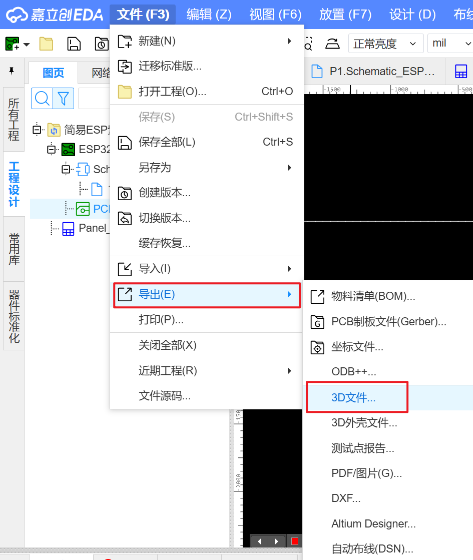 嘉立创EDA 文件 (F3) 编辑 (Z) 视图 (F6) 放置 (7) 设计 (D) 布线
正常亮度 mil
图页 网络
P1.Schematic_ESP…
所有工程
工程设计
常用库
器件标准化
简易ESP
ESP32
Sch
PCB
Panel_
新建(N)
迁移标准版...
打开工程(O)... Ctrl+O
保存(S) Ctrl+Shift+S
保存全部(L) Ctrl+S
另存为
创建版本...
切换版本...
缓存恢复...
导入(I)
导出(E)
打印(P)...
关闭全部(X)
近期工程(R)
文件源码...
物料清单(BOM)...
PCB制板文件(Gerber)...
坐标文件...
ODB++...
3D文件...
3D外壳文件...
测试点报告...
PDF/图片(G)...
DXF...
Altium Designer...
自动布线(DSN)...